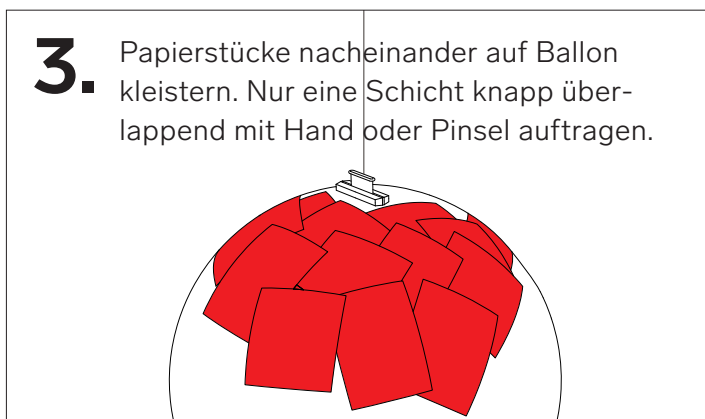 3. Papierstücke nacheinander auf Ballon
kleistern. Nur eine Schicht knapp über-
lappend mit Hand oder Pinsel auftragen.